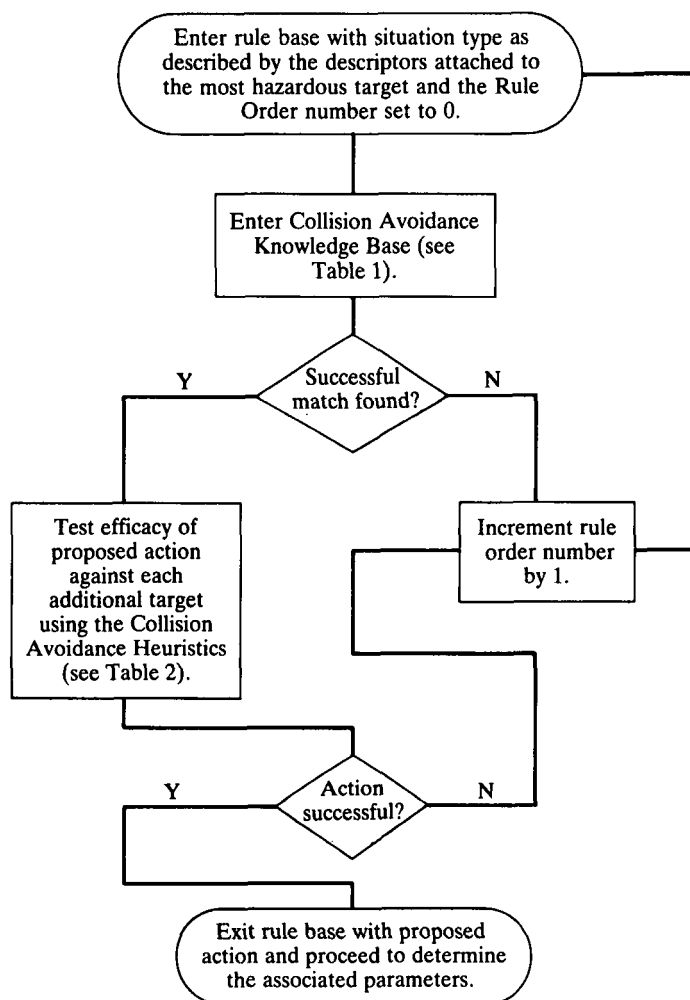 Enter rule base with situation type as
described by the descriptors attached to
the most hazardous target and the Rule
Order number set to 0.
Enter Collision Avoidance
Knowledge Base (see
Table 1).
Successful
match found?
Y
N
Test efficacy of
proposed action
against each
additional target
using the Collision
Avoidance Heuristics
(see Table 2).
Increment rule
order number
by 1.
Action
successful?
Y
N
Exit rule base with proposed
action and proceed to determine
the associated parameters.